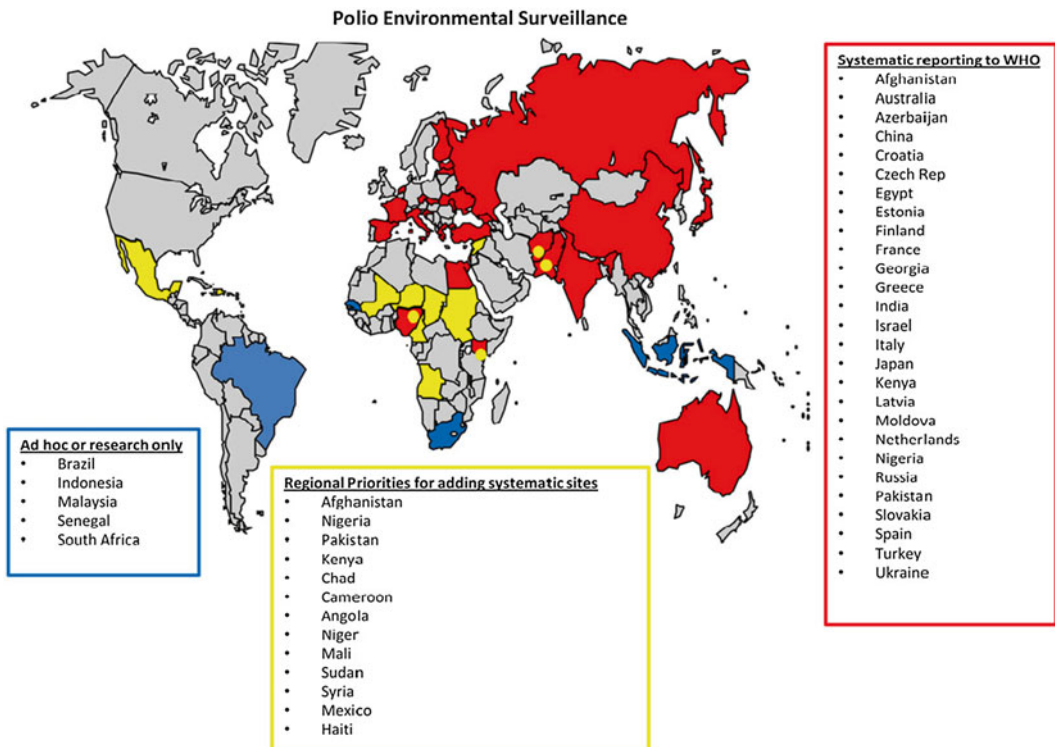 Polio Environmental Surveillance
Systematic reporting to WHO
• Afghanistan
• Australia
• Azerbaijan
• China
• Croatia
• Czech Rep
• Egypt
• Estonia
• Finland
• France
• Georgia
• Greece
• India
• Israel
• Italy
• Japan
• Kenya
• Latvia
• Moldova
• Netherlands
• Nigeria
• Russia
• Pakistan
• Slovakia
• Spain
• Turkey
• Ukraine
Ad hoc or research only
• Brazil
• Indonesia
• Malaysia
• Senegal
• South Africa
Regional Priorities for adding systematic sites
• Afghanistan
• Nigeria
• Pakistan
• Kenya
• Chad
• Cameroon
• Angola
• Niger
• Mali
• Sudan
• Syria
• Mexico
• Haiti